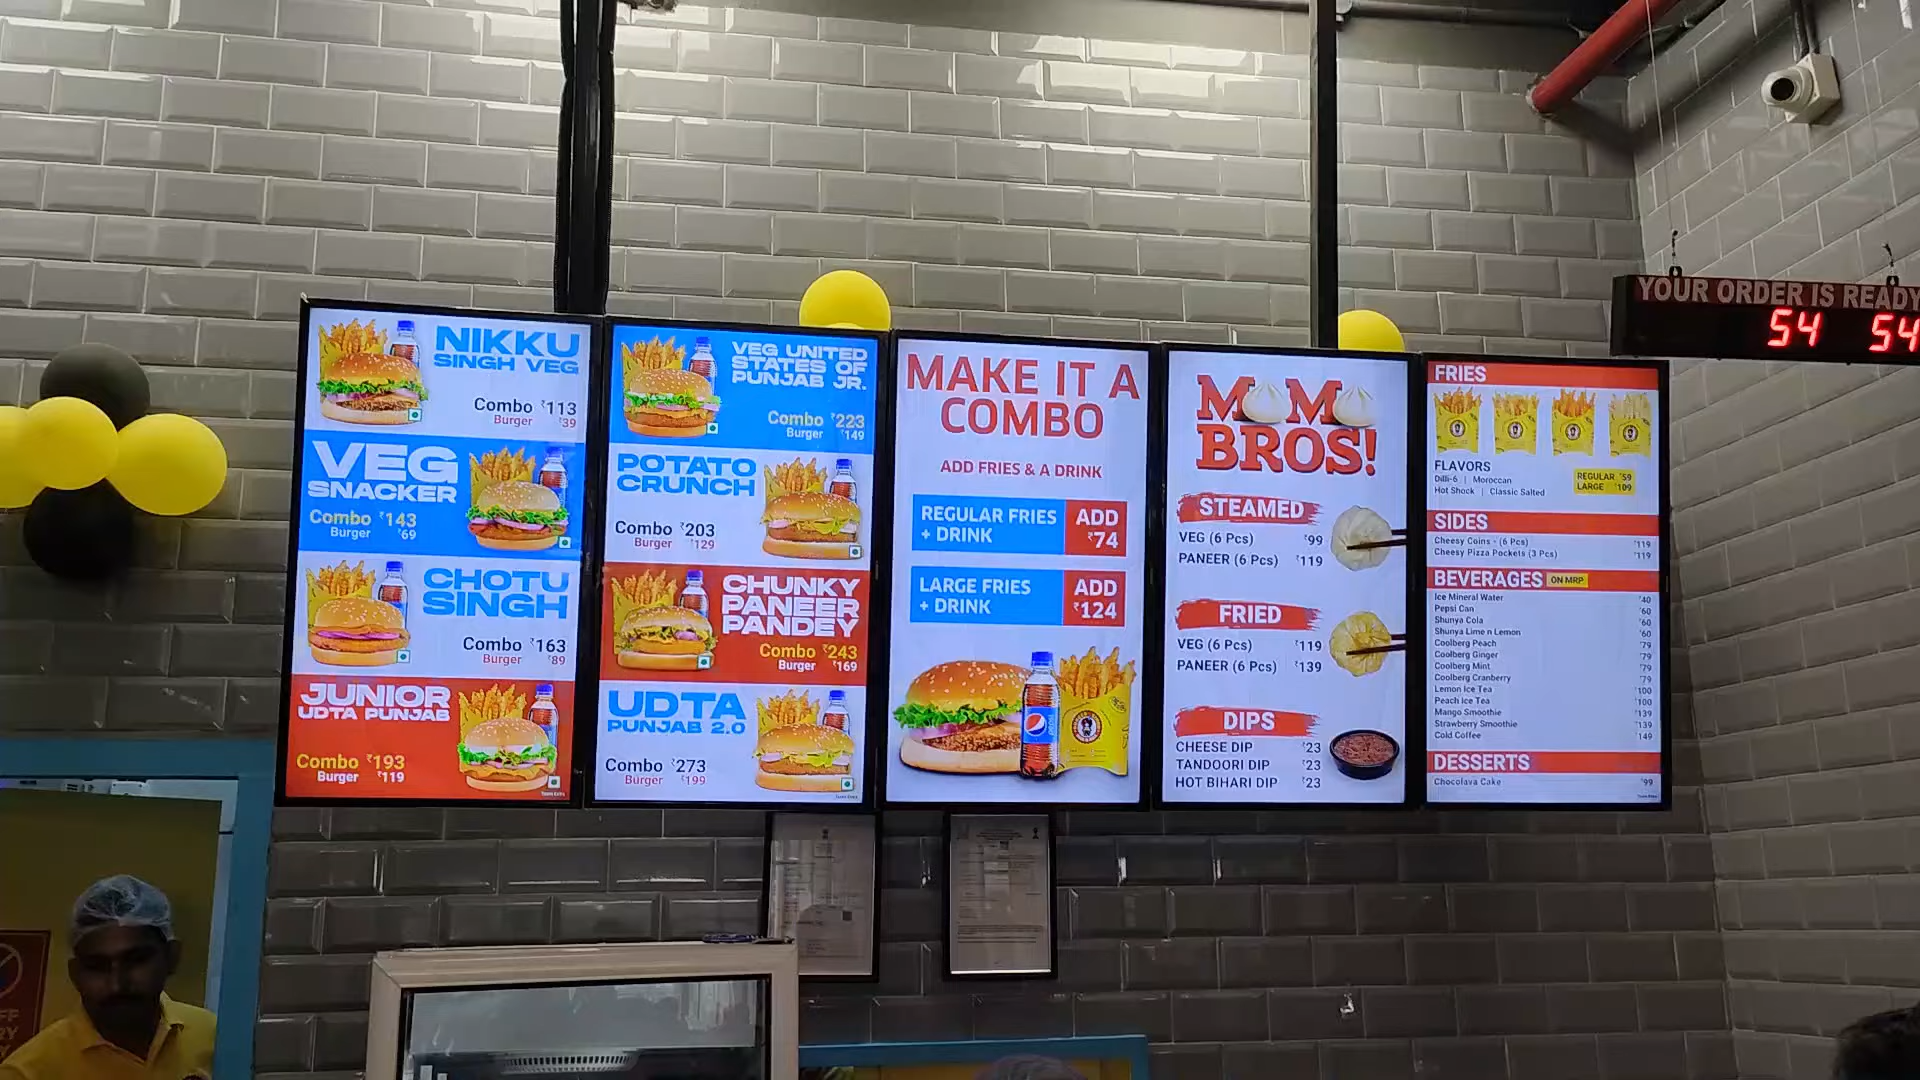 YOUR ORDER IS READY
54 54
NIKKU
SINGH VEG
Combo ₹113
Burger ₹39
VEG
SNACKER
Combo ₹143
Burger ₹69
CHOTU
SINGH
Combo ₹163
Burger ₹89
JUNIOR
UDTA PUNJAB
Combo ₹193
Burger ₹119
VEG UNITED
STATES OF
PUNJAB JR.
Combo ₹223
Burger ₹149
POTATO
CRUNCH
Combo ₹203
Burger ₹129
CHUNKY
PANEER
PANDEY
Combo ₹243
Burger ₹169
UDTA
PUNJAB 2.0
Combo ₹273
Burger ₹199
MAKE IT A
COMBO
ADD FRIES & A DRINK
REGULAR FRIES
+ DRINK
ADD
₹74
LARGE FRIES
+ DRINK
ADD
₹124
MOMO
BROS!
STEAMED
VEG (6 Pcs) ₹99
PANEER (6 Pcs) ₹119
FRIED
VEG (6 Pcs) ₹119
PANEER (6 Pcs) ₹139
DIPS
CHEESE DIP ₹23
TANDOORI DIP ₹23
HOT BIHARI DIP ₹23
FRIES
FLAVORS
Dilli-6 | Moroccan
Hot Shock | Classic Salted
REGULAR ₹59
LARGE ₹109
SIDES
Cheesy Coins - (6 Pcs) ₹119
Cheesy Pizza Pockets (3 Pcs) ₹119
BEVERAGES ON MRP
Ice Mineral Water ₹40
Pepsi Can ₹60
Shunya Cola ₹60
Shunya Lime n Lemon ₹60
Coolberg Peach ₹79
Coolberg Ginger ₹79
Coolberg Mint ₹79
Coolberg Cranberry ₹79
Lemon Ice Tea ₹100
Peach Ice Tea ₹100
Mango Smoothie ₹139
Strawberry Smoothie ₹139
Cold Coffee ₹149
DESSERTS
Chocolava Cake ₹99